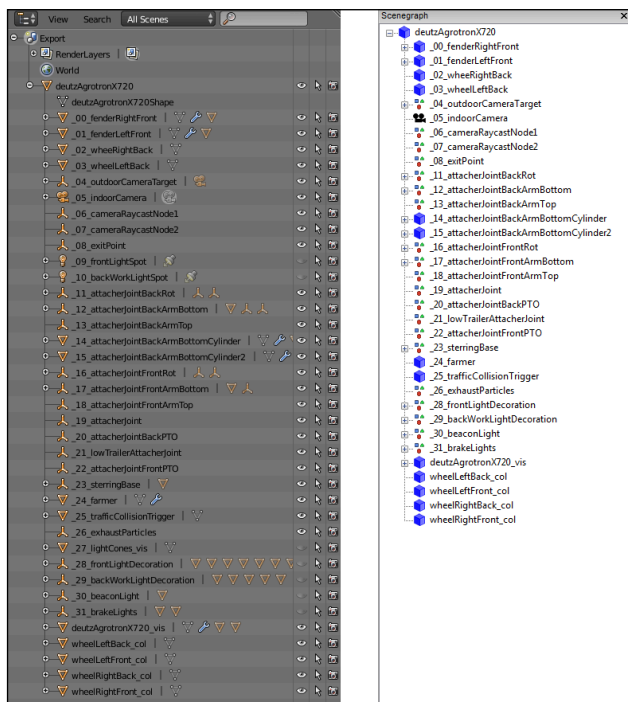 View Search All Scenes
Export
RenderLayers |
World
deutzAgrotronX720
deutzAgrotronX720Shape
_00_fenderRightFront |
_01_fenderLeftFront |
_02_wheeRightBack |
_03_wheelLeftBack |
_04_outdoorCameraTarget |
_05_indoorCamera |
_06_cameraRaycastNode1
_07_cameraRaycastNode2
_08_exitPoint
_09_frontLightSpot |
_10_backWorkLightSpot |
_11_attacherJointBackRot |
_12_attacherJointBackArmBottom |
_13_attacherJointBackArmTop
_14_attacherJointBackArmBottomCylinder |
_15_attacherJointBackArmBottomCylinder2 |
_16_attacherJointFrontRot |
_17_attacherJointFrontArmBottom |
_18_attacherJointFrontArmTop
_19_attacherJoint
_20_attacherJointBackPTO
_21_lowTrailerAttacherJoint
_22_attacherJointFrontPTO
_23_sterringBase |
_24_farmer |
_25_trafficCollisionTrigger |
_26_exhaustParticles
_27_lightCones_vis |
_28_frontLightDecoration |
_29_backWorkLightDecoration |
_30_beaconLight |
_31_brakeLights |
deutzAgrotronX720_vis |
wheelLeftBack_col |
wheelLeftFront_col |
wheelRightBack_col |
wheelRightFront_col |
Scenegraph x
deutzAgrotronX720
_00_fenderRightFront
_01_fenderLeftFront
_02_wheeRightBack
_03_wheelLeftBack
_04_outdoorCameraTarget
_05_indoorCamera
_06_cameraRaycastNode1
_07_cameraRaycastNode2
_08_exitPoint
_11_attacherJointBackRot
_12_attacherJointBackArmBottom
_13_attacherJointBackArmTop
_14_attacherJointBackArmBottomCylinder
_15_attacherJointBackArmBottomCylinder2
_16_attacherJointFrontRot
_17_attacherJointFrontArmBottom
_18_attacherJointFrontArmTop
_19_attacherJoint
_20_attacherJointBackPTO
_21_lowTrailerAttacherJoint
_22_attacherJointFrontPTO
_23_sterringBase
_24_farmer
_25_trafficCollisionTrigger
_26_exhaustParticles
_28_frontLightDecoration
_29_backWorkLightDecoration
_30_beaconLight
_31_brakeLights
deutzAgrotronX720_vis
wheelLeftBack_col
wheelLeftFront_col
wheelRightBack_col
wheelRightFront_col